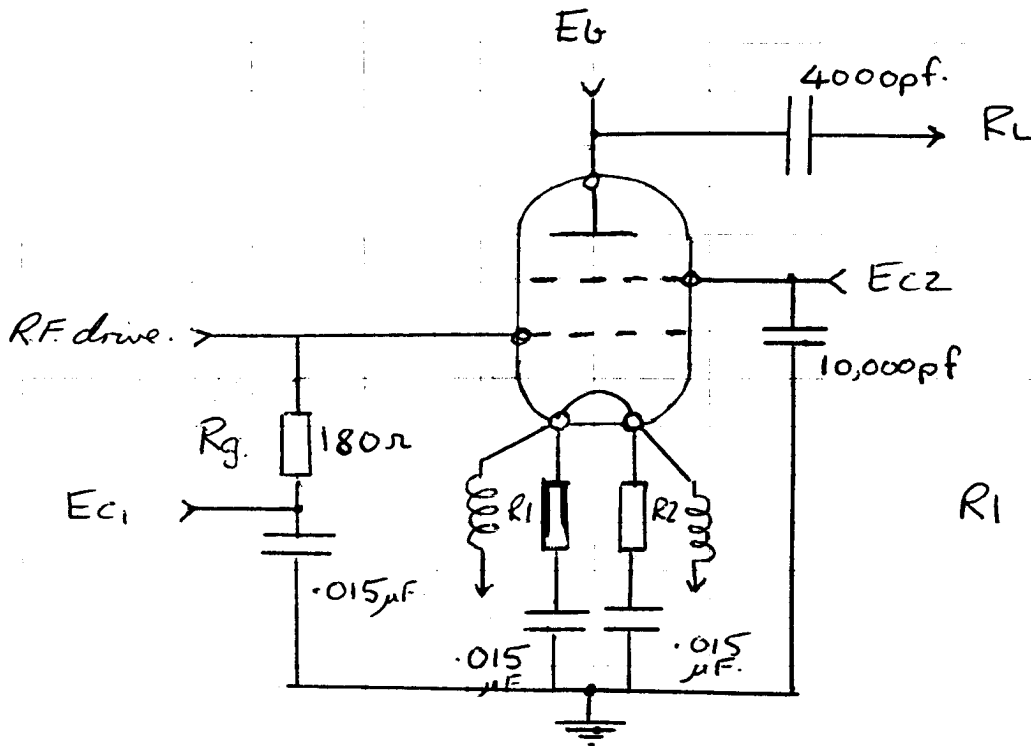 Eb
4000pf.
RL
Ec2
R.F. drive.
10,000pf
Rg. 180Ω
Ec1
R1
R2
R1
.015μF
.015
μF
.015
μF.